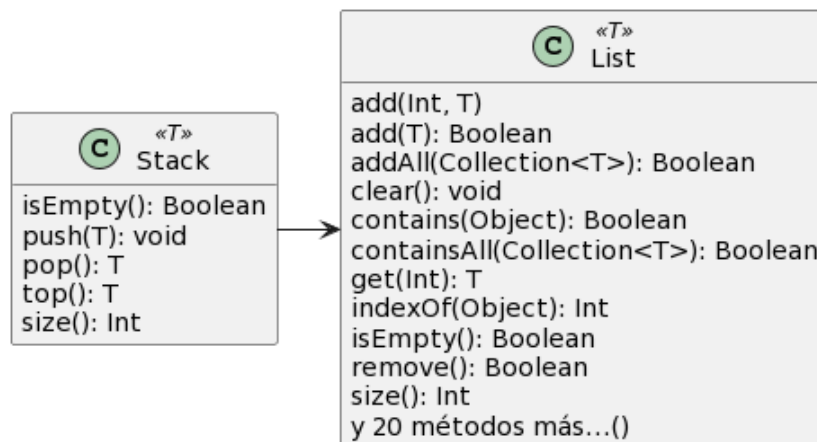 C
«T»
Stack
isEmpty(): Boolean
push(T): void
pop(): T
top(): T
size(): Int
C
«T»
List
add(Int, T)
add(T): Boolean
addAll(Collection<T>): Boolean
clear(): void
contains(Object): Boolean
containsAll(Collection<T>): Boolean
get(Int): T
indexOf(Object): Int
isEmpty(): Boolean
remove(): Boolean
size(): Int
y 20 métodos más...()